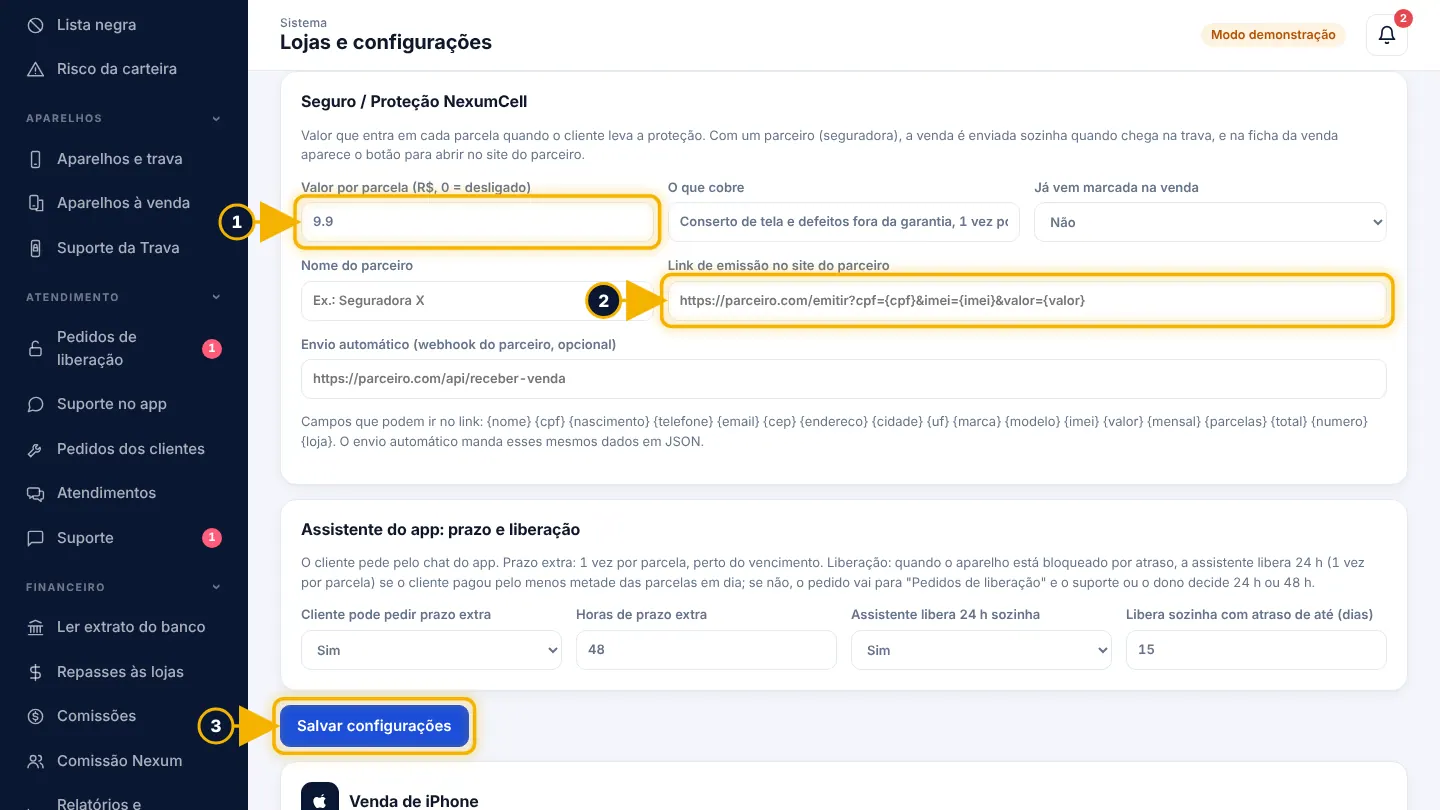 Lista negra
Risco da carteira
APARELHOS
Aparelhos e trava
Aparelhos à venda
Suporte da Trava
ATENDIMENTO
Pedidos de
liberação
1
Suporte no app
Pedidos dos clientes
Atendimentos
Suporte
1
FINANCEIRO
Ler extrato do banco
Repasses às lojas
Comissões
Comissão Nexum
Relatórios e
Sistema
Lojas e configurações
Modo demonstração
2
Seguro / Proteção NexumCell
Valor que entra em cada parcela quando o cliente leva a proteção. Com um parceiro (seguradora), a venda é enviada sozinha quando chega na trava, e na ficha da venda
aparece o botão para abrir no site do parceiro.
Valor por parcela (R$, 0 = desligado)
O que cobre
Já vem marcada na venda
1
9.9
Conserto de tela e defeitos fora da garantia, 1 vez po
Não
Nome do parceiro
Link de emissão no site do parceiro
Ex.: Seguradora X
2
https://parceiro.com/emitir?cpf={cpf}&imei={imei}&valor={valor}
Envio automático (webhook do parceiro, opcional)
https://parceiro.com/api/receber-venda
Campos que podem ir no link: {nome} {cpf} {nascimento} {telefone} {email} {cep} {endereco} {cidade} {uf} {marca} {modelo} {imei} {valor} {mensal} {parcelas} {total} {numero}
{loja}. O envio automático manda esses mesmos dados em JSON.
Assistente do app: prazo e liberação
O cliente pede pelo chat do app. Prazo extra: 1 vez por parcela, perto do vencimento. Liberação: quando o aparelho está bloqueado por atraso, a assistente libera 24 h (1 vez
por parcela) se o cliente pagou pelo menos metade das parcelas em dia; se não, o pedido vai para "Pedidos de liberação" e o suporte ou o dono decide 24 h ou 48 h.
Cliente pode pedir prazo extra
Horas de prazo extra
Assistente libera 24 h sozinha
Libera sozinha com atraso de até (dias)
Sim
48
Sim
15
3
Salvar configurações
Venda de iPhone